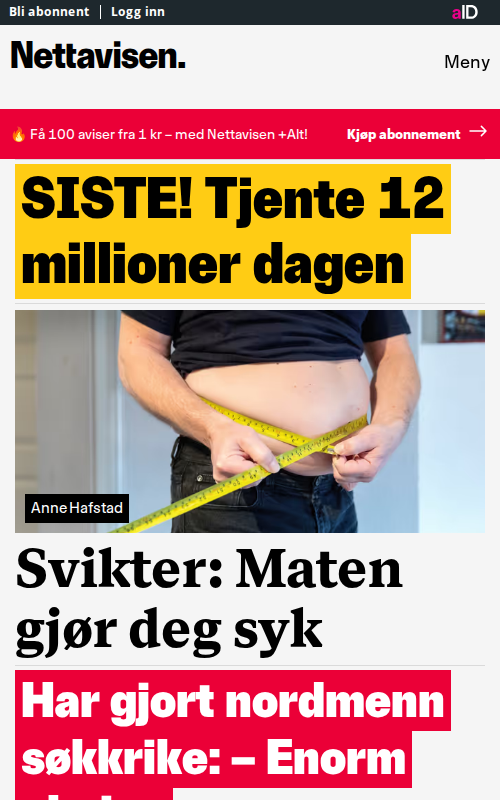 Bli abonnent | Logg inn
aID
Nettavisen.
Meny
🔥 Få 100 aviser fra 1 kr – med Nettavisen +Alt!
Kjøp abonnement →
SISTE! Tjente 12
millioner dagen
Anne Hafstad
Svikter: Maten
gjør deg syk
Har gjort nordmenn
søkkrike: – Enorm